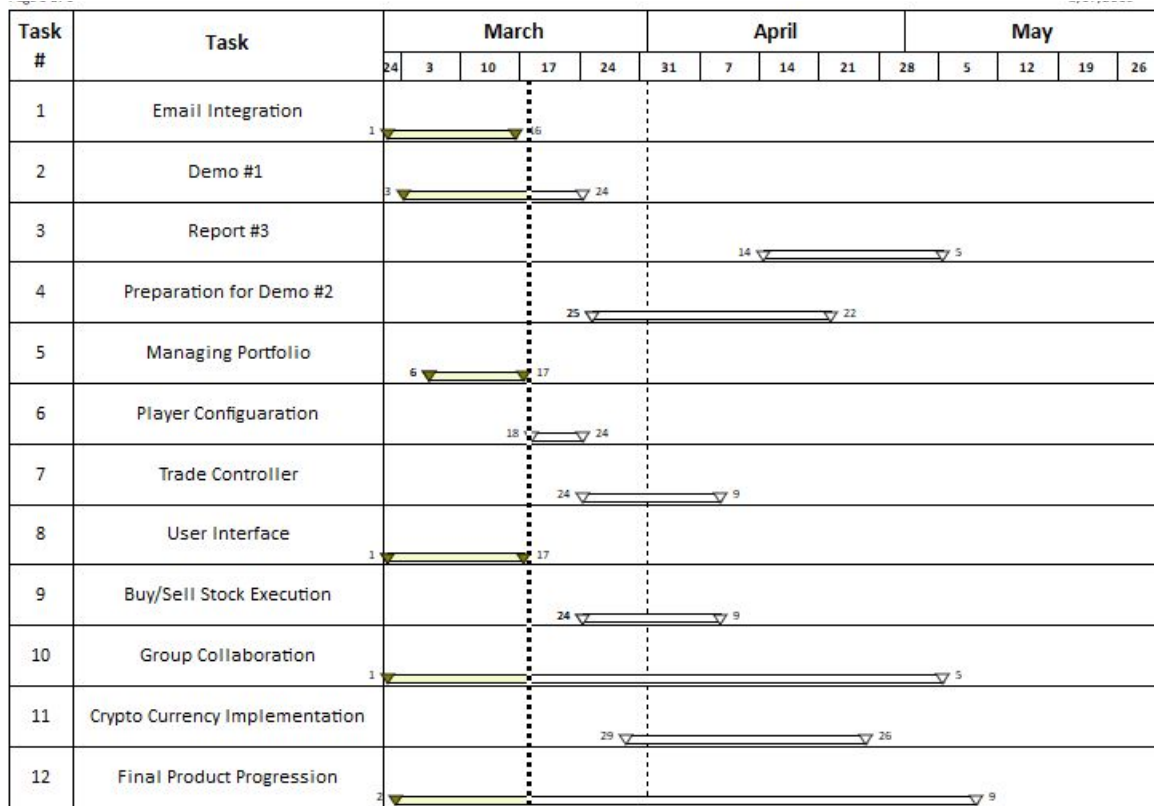 Task # Task March April May
24 3 10 17 24 31 7 14 21 28 5 12 19 26
1 Email Integration 1 16
2 Demo #1 3 24
3 Report #3 14 5
4 Preparation for Demo #2 25 22
5 Managing Portfolio 6 17
6 Player Configuaration 18 24
7 Trade Controller 24 9
8 User Interface 1 17
9 Buy/Sell Stock Execution 24 9
10 Group Collaboration 1 5
11 Crypto Currency Implementation 29 26
12 Final Product Progression 2 9